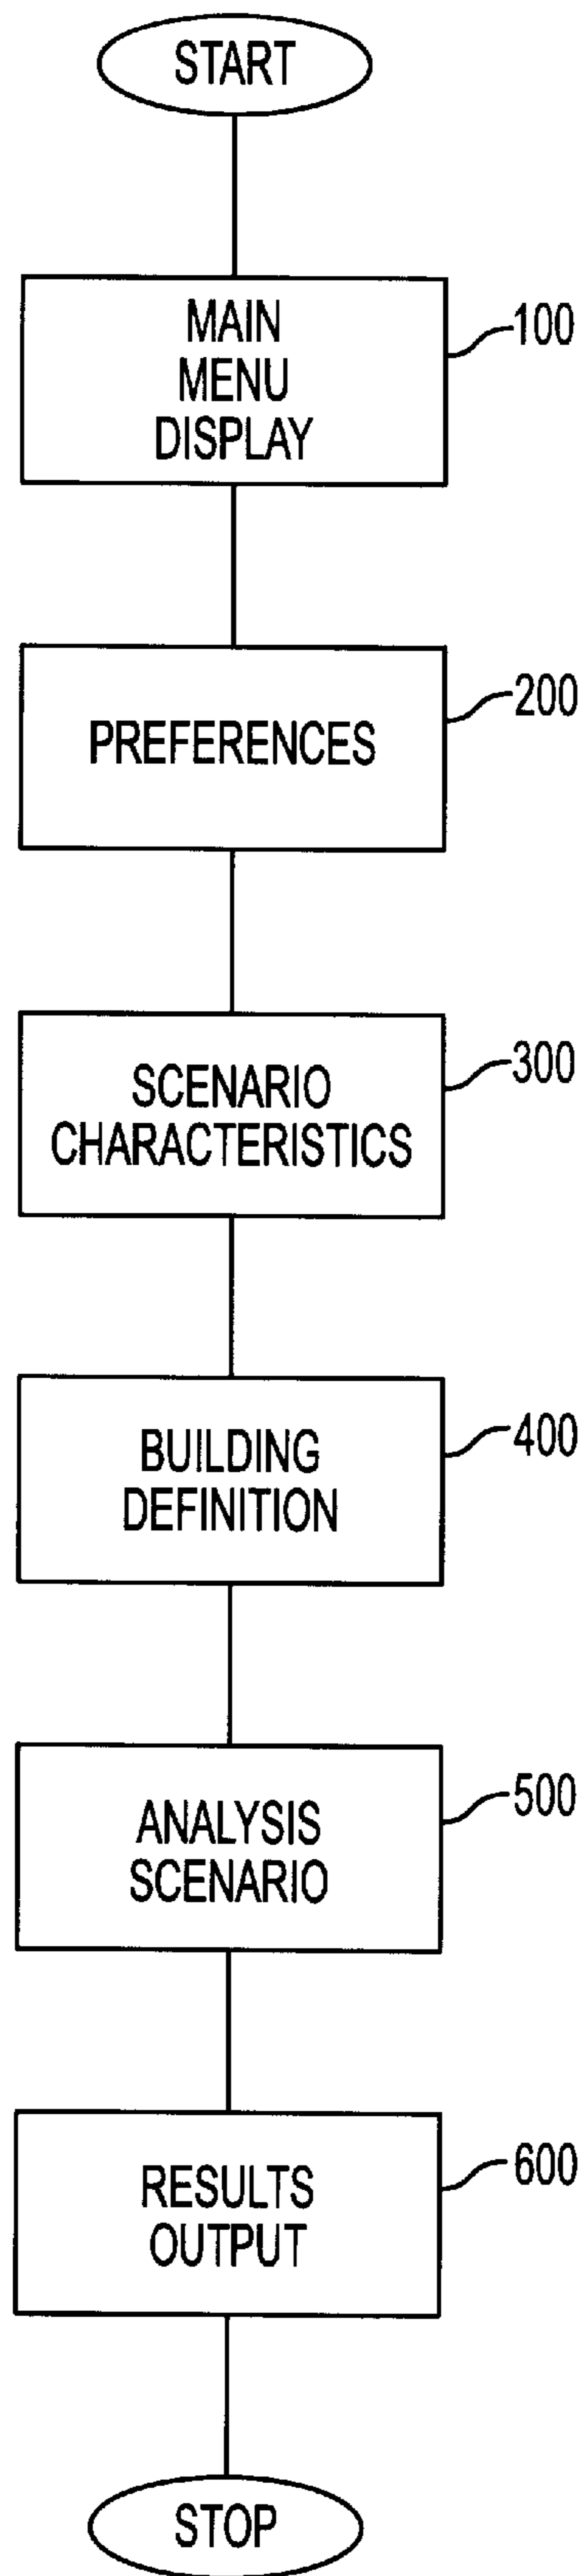 START
MAIN
MENU
DISPLAY
100
PREFERENCES
200
SCENARIO
CHARACTERISTICS
300
BUILDING
DEFINITION
400
ANALYSIS
SCENARIO
500
RESULTS
OUTPUT
600
STOP